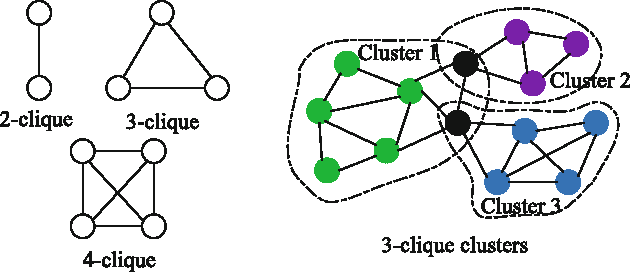 2-clique
3-clique
4-clique
Cluster 1
Cluster 2
Cluster 3
3-clique clusters